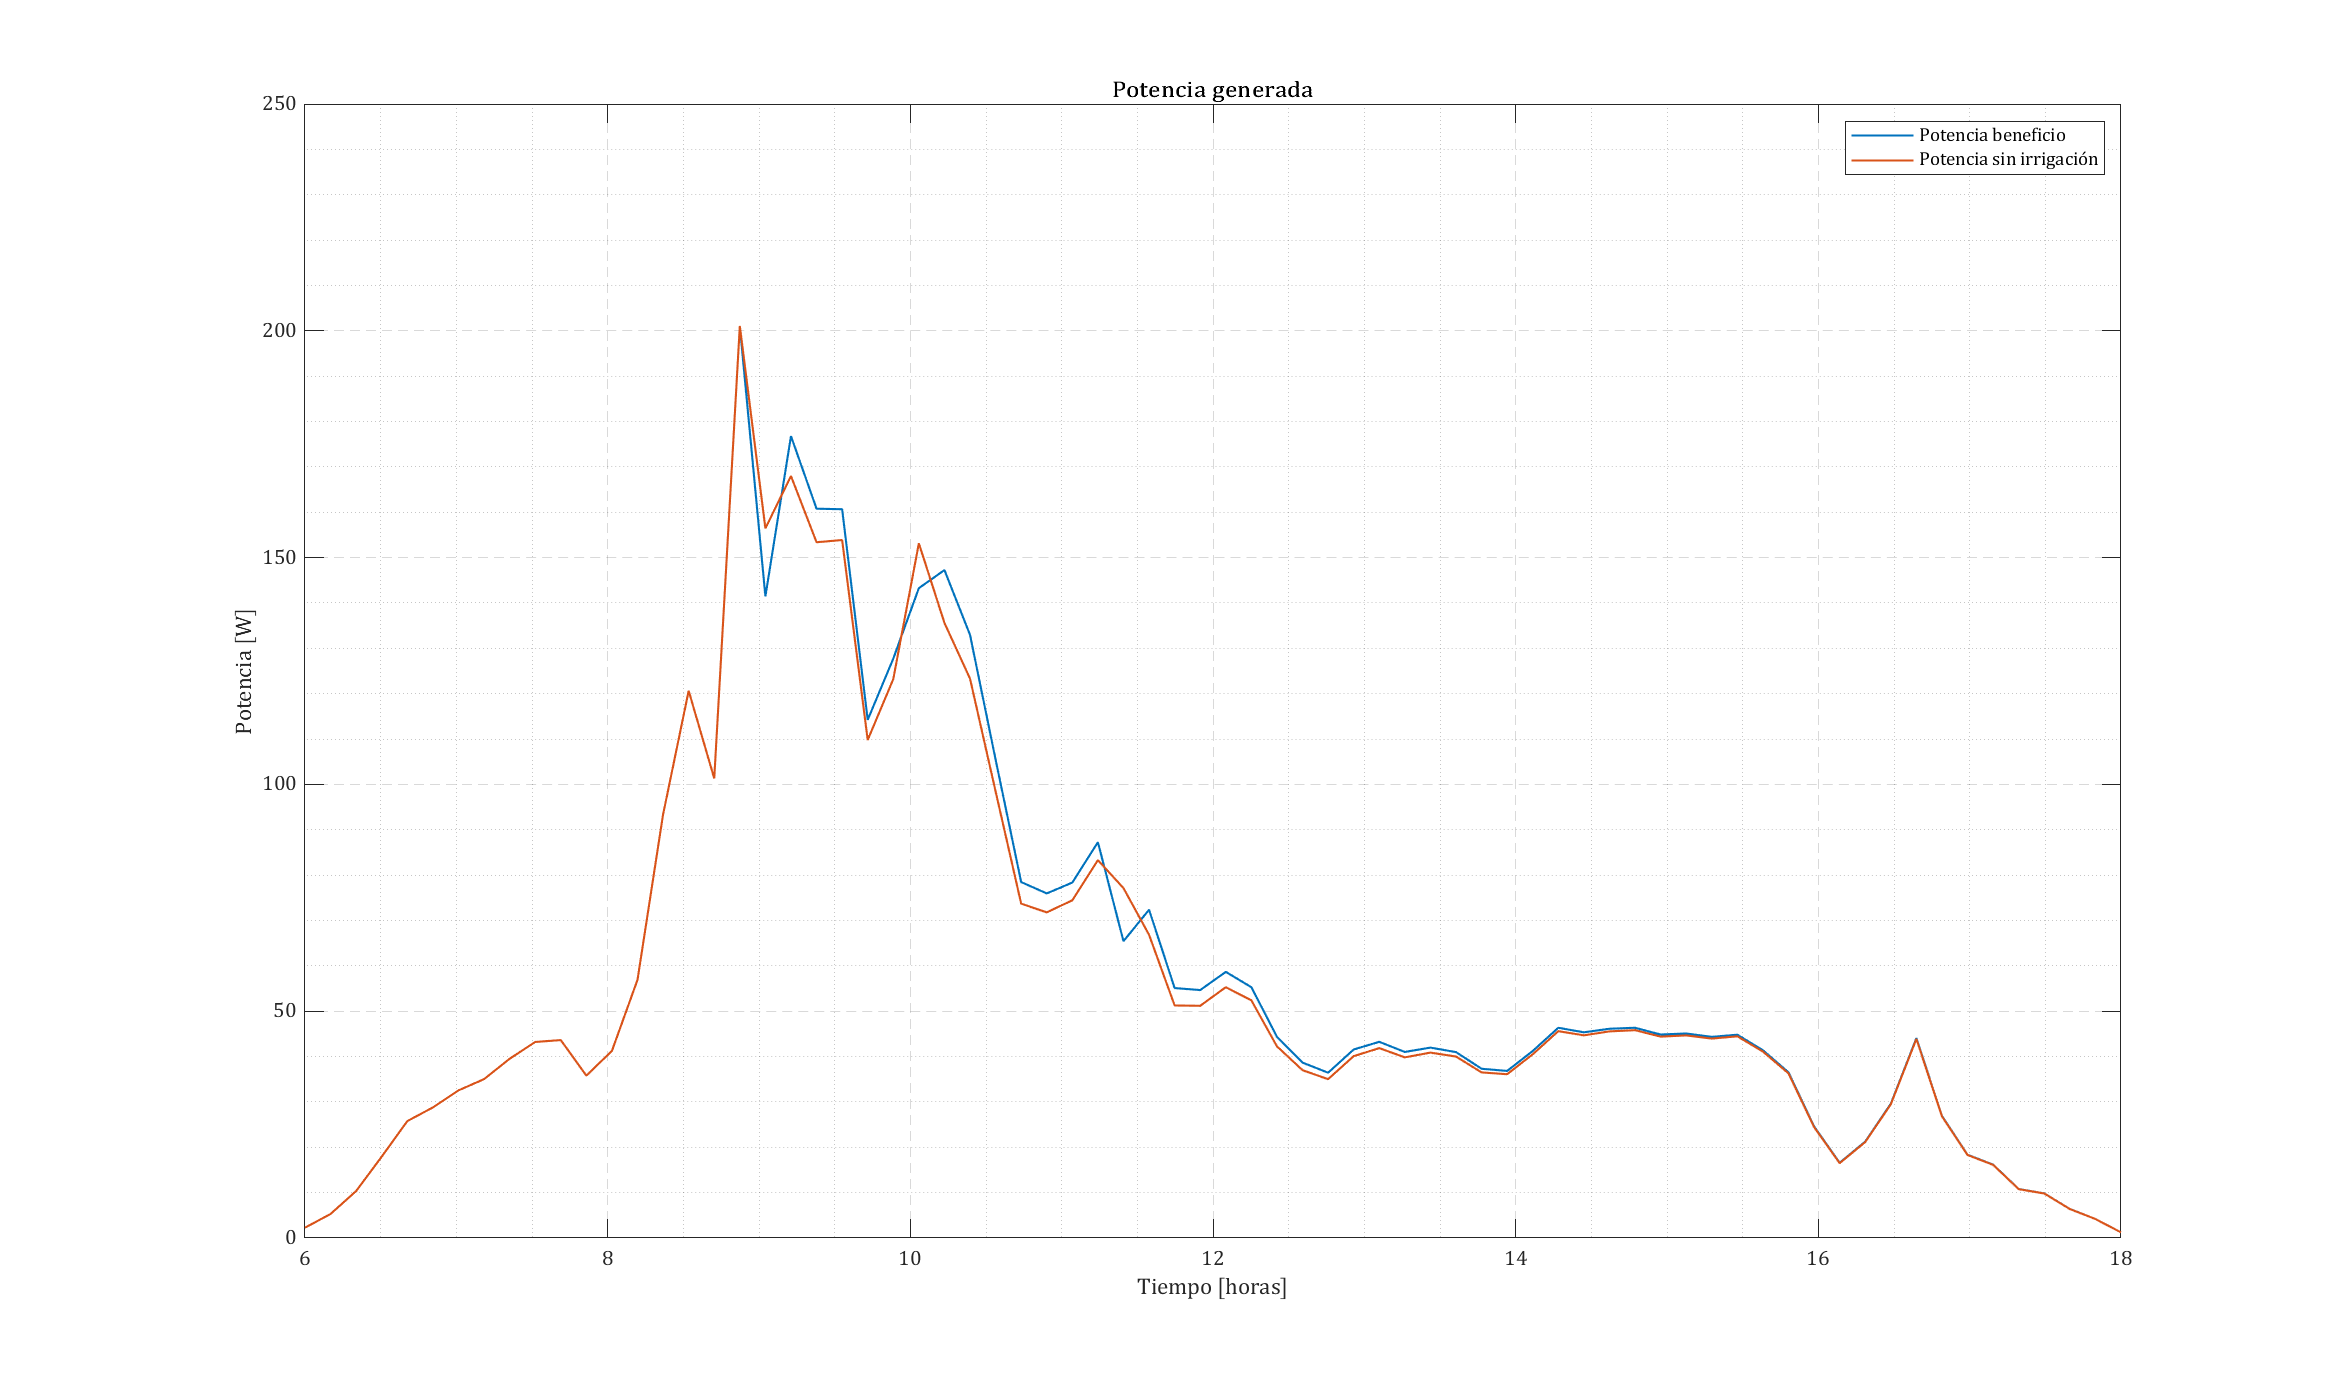 Potencia generada
250
200
150
100
50
0
Potencia [W]
Potencia beneficio
Potencia sin irrigación
6 8 10 12 14 16 18
Tiempo [horas]